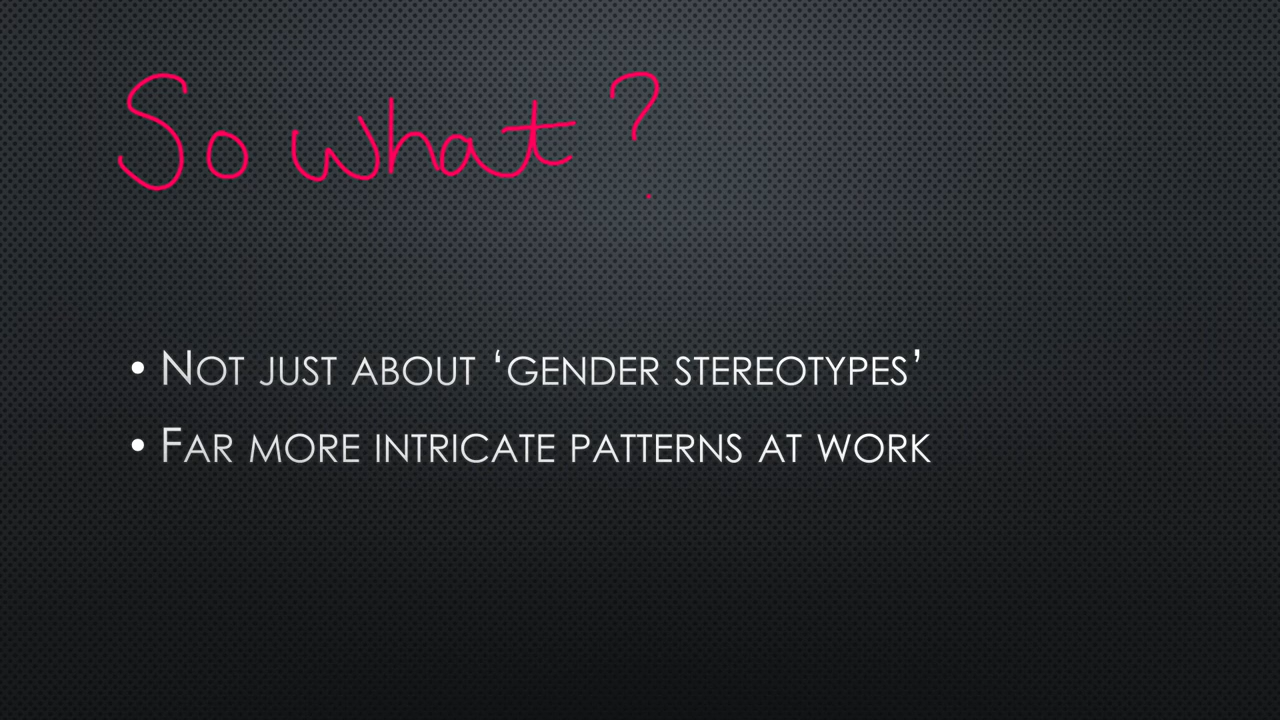 So what?
• NOT JUST ABOUT ‘GENDER STEREOTYPES’
• FAR MORE INTRICATE PATTERNS AT WORK